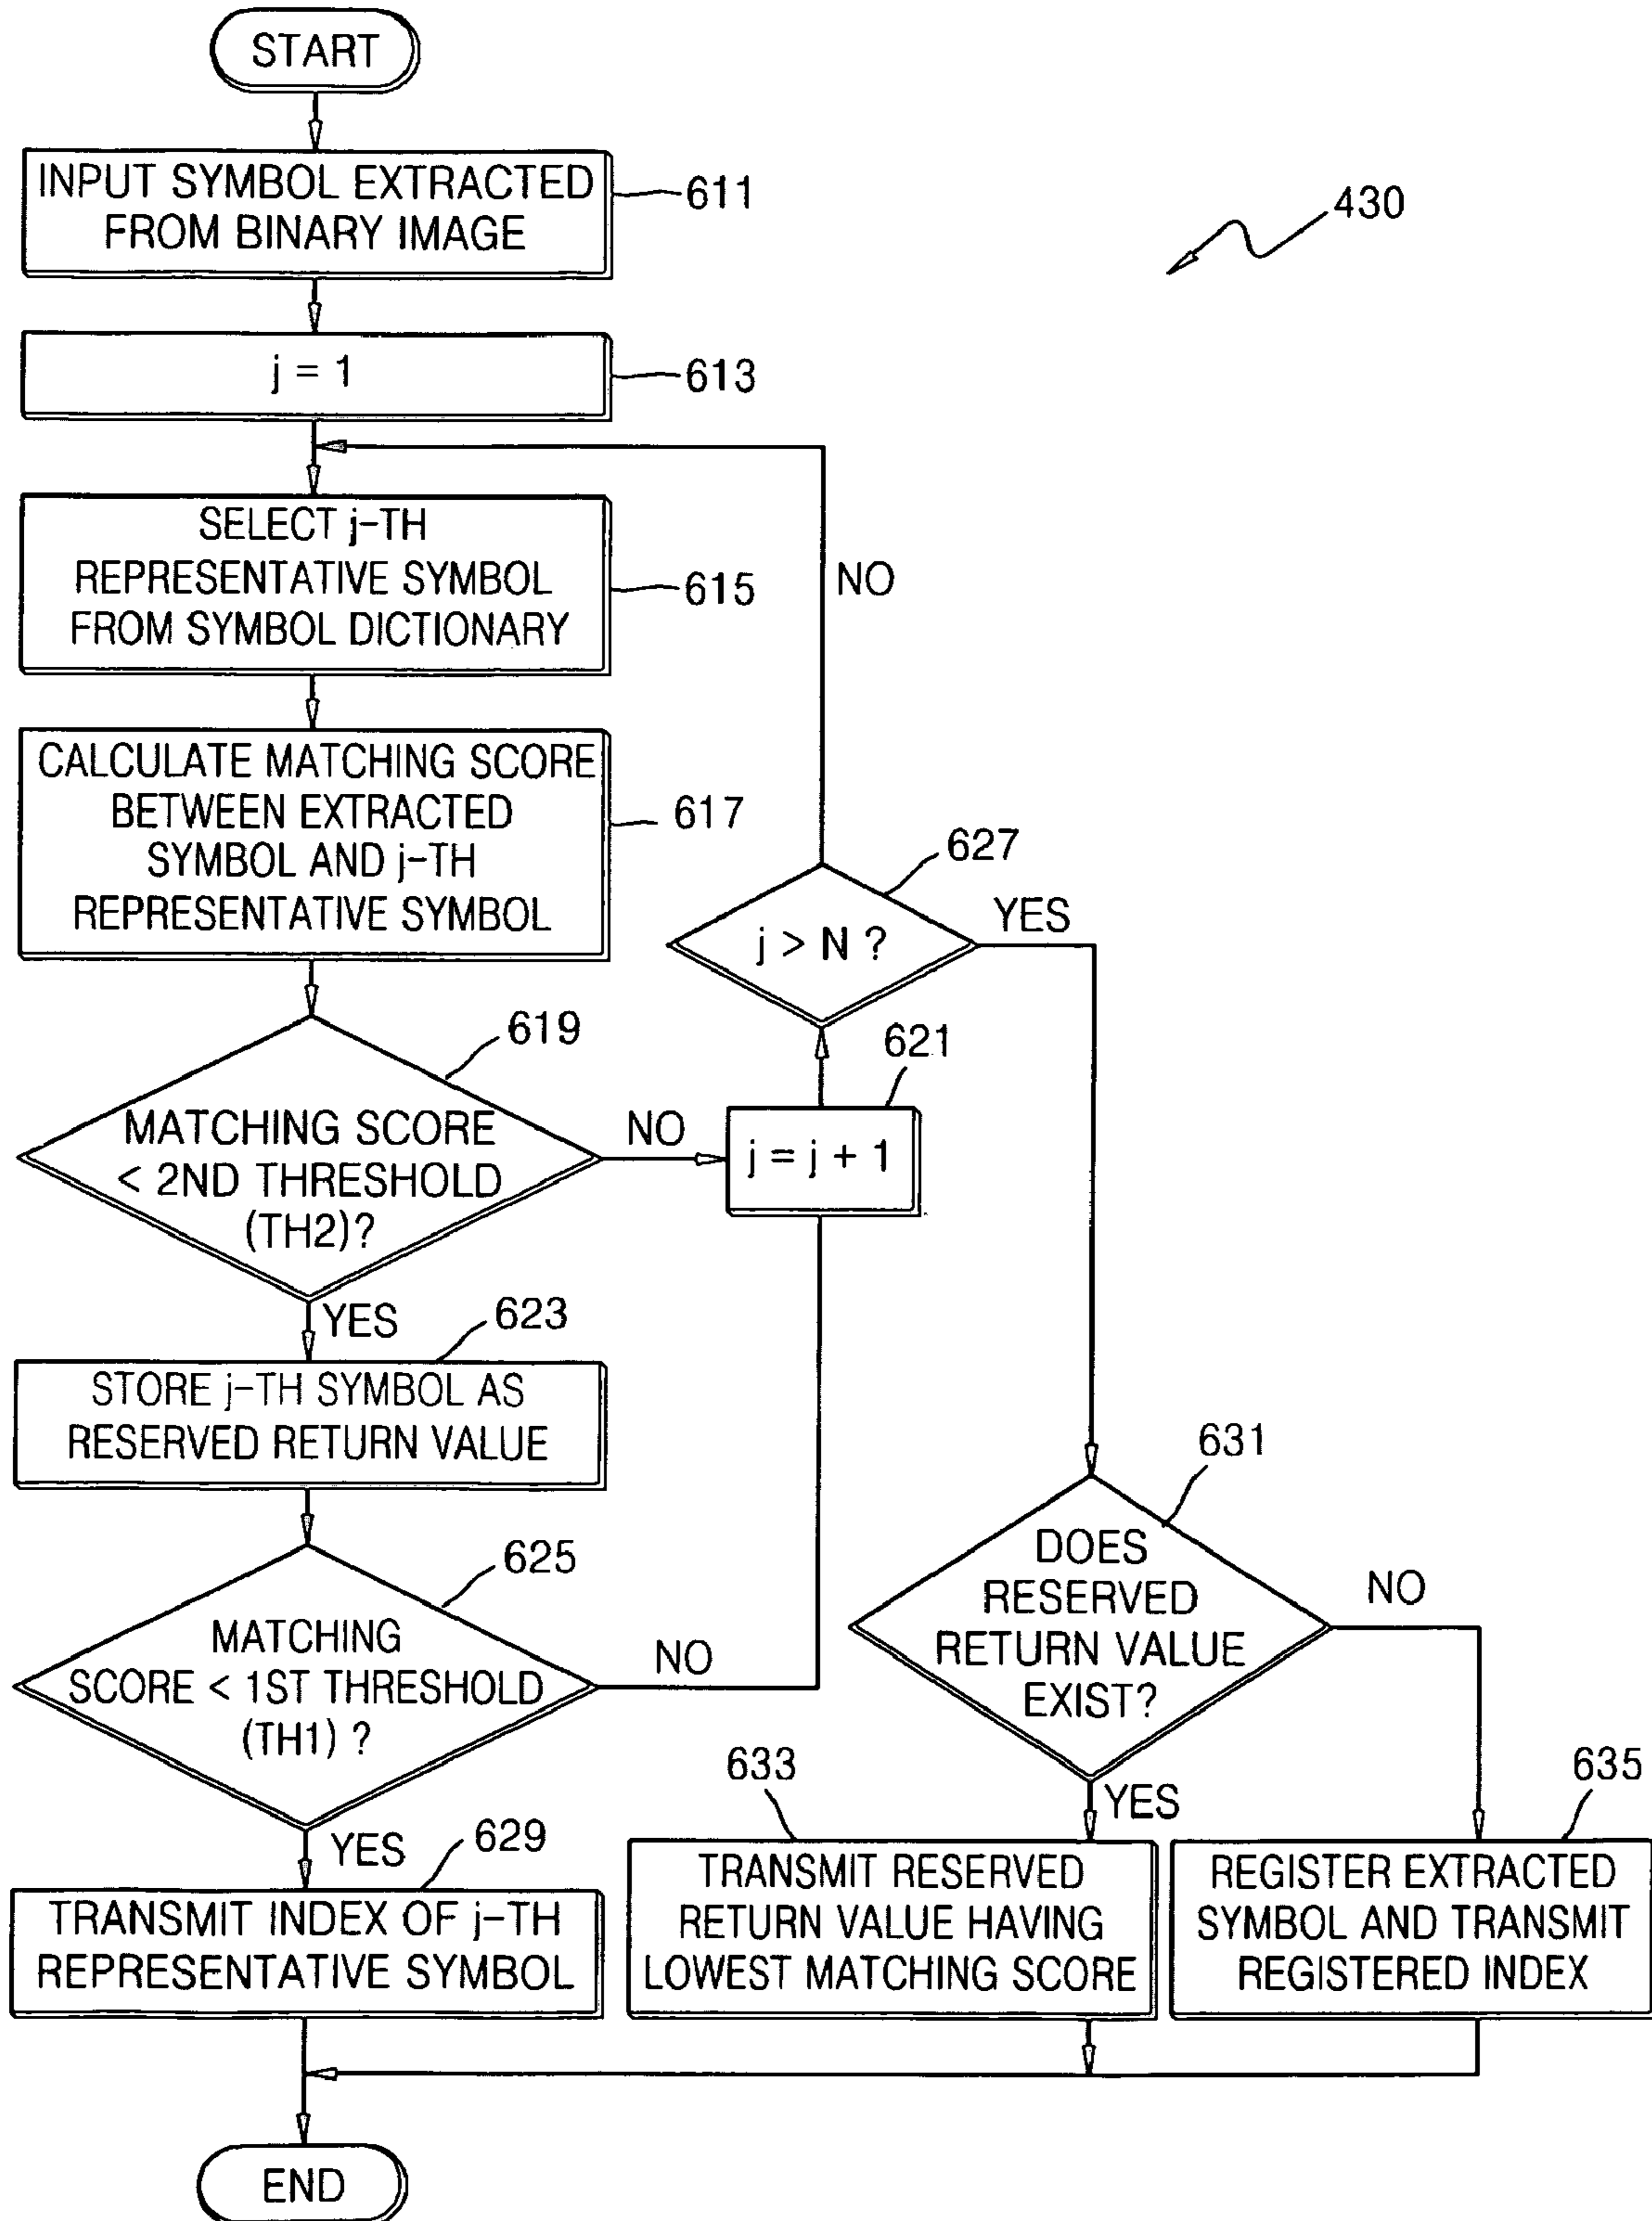 START
INPUT SYMBOL EXTRACTED
FROM BINARY IMAGE
611
430
j = 1
613
SELECT j-TH
REPRESENTATIVE SYMBOL
FROM SYMBOL DICTIONARY
615
NO
CALCULATE MATCHING SCORE
BETWEEN EXTRACTED
SYMBOL AND j-TH
REPRESENTATIVE SYMBOL
617
627
j > N ?
YES
619
MATCHING SCORE
< 2ND THRESHOLD
(TH2)?
NO
621
j = j + 1
YES
623
STORE j-TH SYMBOL AS
RESERVED RETURN VALUE
625
MATCHING
SCORE < 1ST THRESHOLD
(TH1) ?
NO
631
DOES
RESERVED
RETURN VALUE
EXIST?
NO
YES
629
TRANSMIT INDEX OF j-TH
REPRESENTATIVE SYMBOL
633
YES
TRANSMIT RESERVED
RETURN VALUE HAVING
LOWEST MATCHING SCORE
635
REGISTER EXTRACTED
SYMBOL AND TRANSMIT
REGISTERED INDEX
END